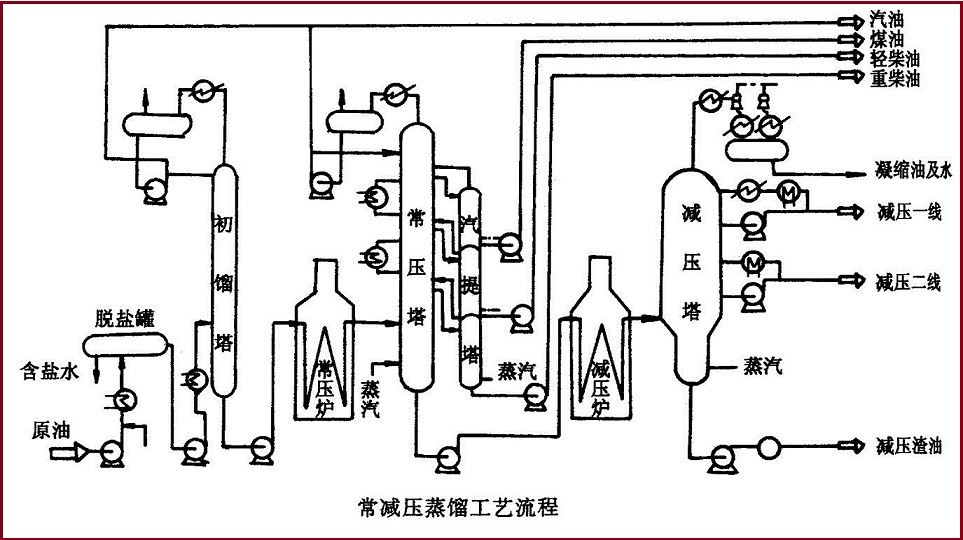 汽油
煤油
轻柴油
重柴油
凝缩油及水
减压一线
减压二线
蒸汽
减压渣油
初馏塔
常压塔
汽提塔
减压塔
脱盐罐
含盐水
原油
常压炉
蒸汽
蒸汽
减压炉
常减压蒸馏工艺流程